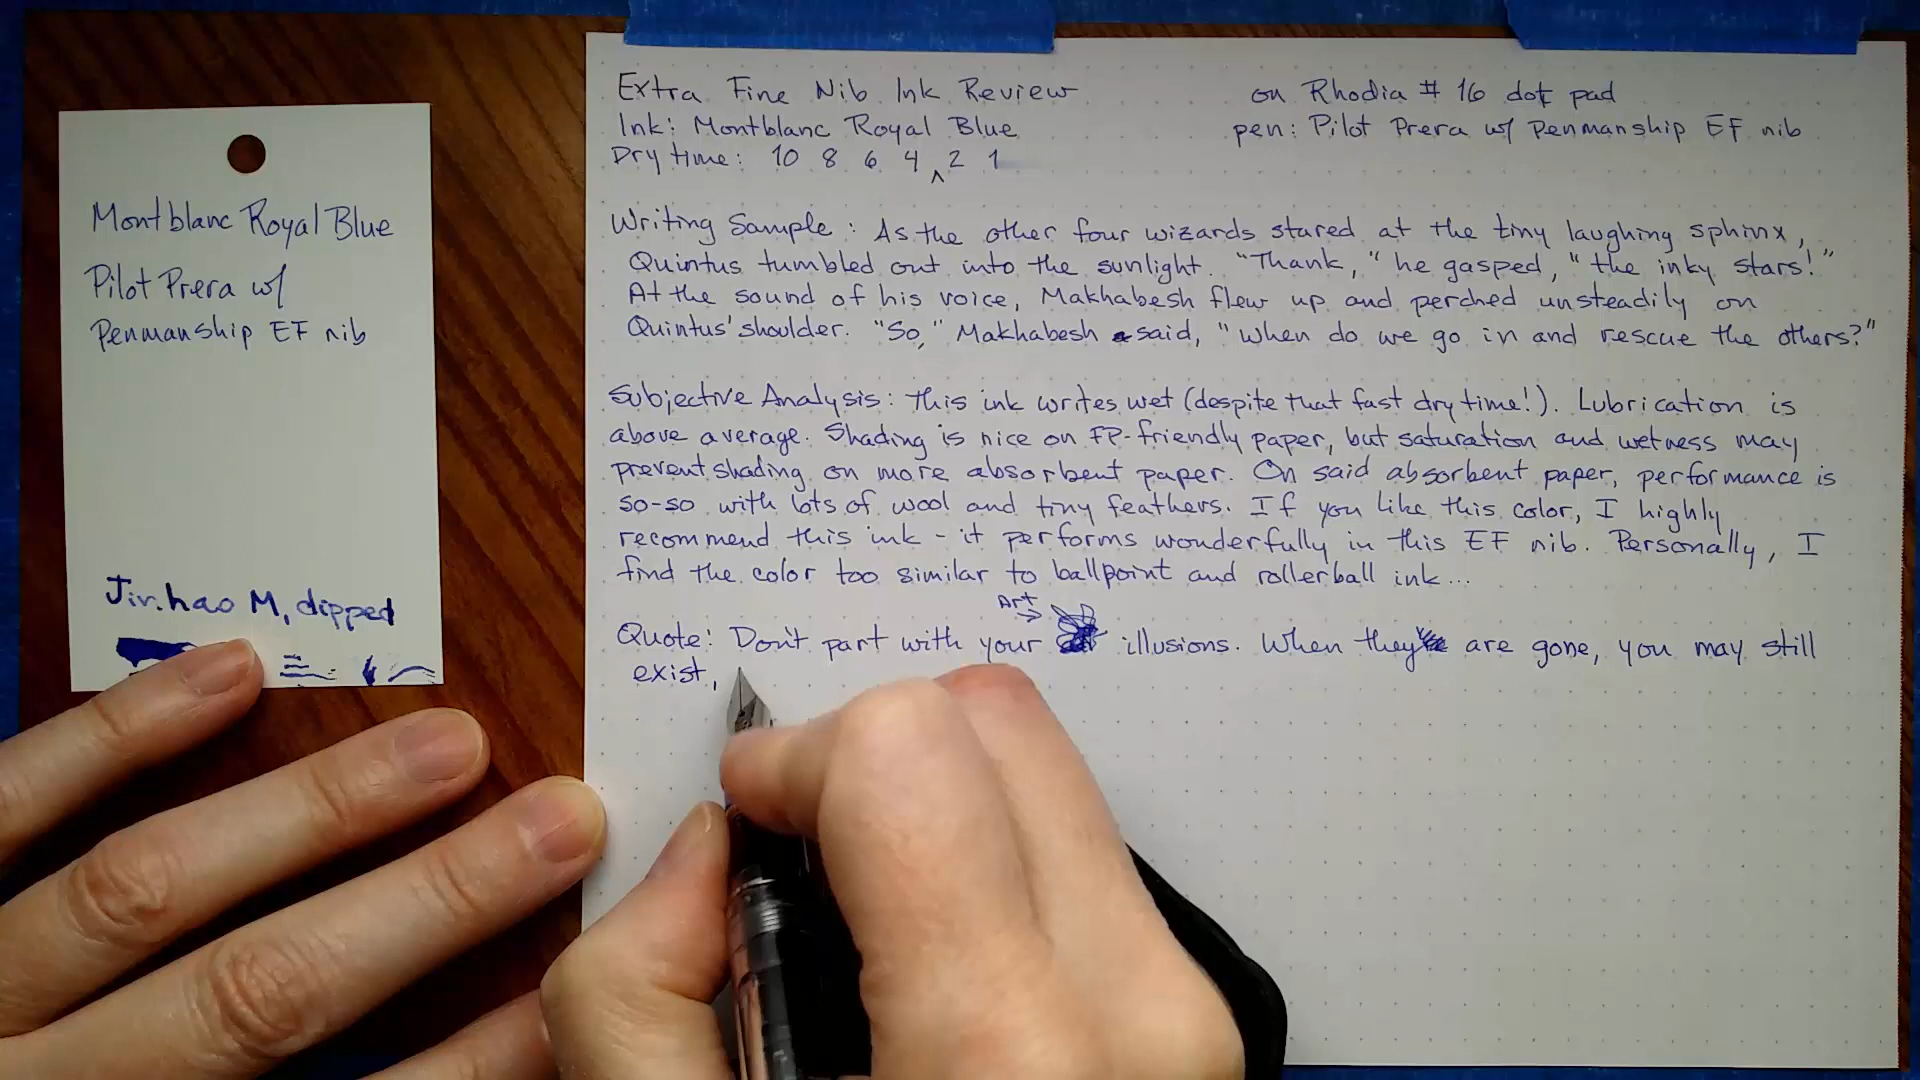 Montblanc Royal Blue
Pilot Prera w/
Penmanship EF nib
Jinhao M, dipped
Extra Fine Nib Ink Review
on Rhodia # 16 dot pad
Ink: Montblanc Royal Blue
pen: Pilot Prera w/ Penmanship EF nib
Dry time: 10 8 6 4 ^ 2 1
Writing Sample: As the other four wizards stared at the tiny laughing sphinx,
Quintus tumbled out into the sunlight. "Thank," he gasped, "the inky stars!"
At the sound of his voice, Makhabesh flew up and perched unsteadily on
Quintus' shoulder. "So," Makhabesh said, "When do we go in and rescue the others?"
Subjective Analysis: This ink writes wet (despite that fast dry time!). Lubrication is
above average. Shading is nice on FP-friendly paper, but saturation and wetness may
prevent shading on more absorbent paper. On said absorbent paper, performance is
so-so with lots of wool and tiny feathers. If you like this color, I highly
recommend this ink - it performs wonderfully in this EF nib. Personally, I
find the color too similar to ballpoint and rollerball ink...
Art →
Quote: Don't part with your illusions. When they are gone, you may still
exist,